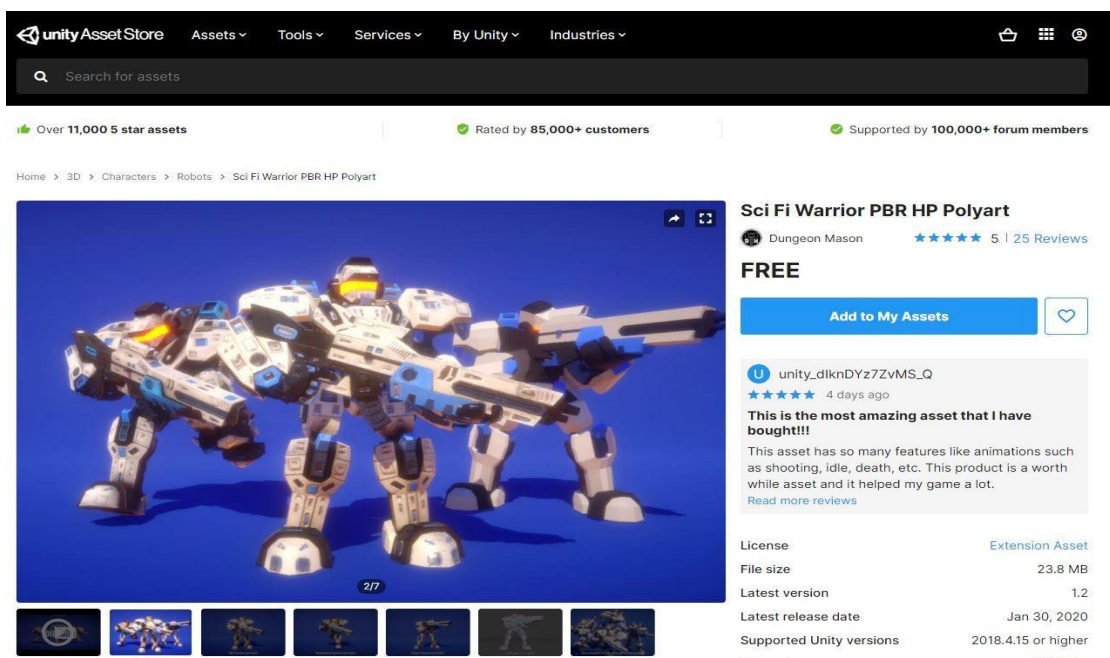 unity Asset Store Assets Tools Services By Unity Industries
Search for assets
Over 11,000 5 star assets Rated by 85,000+ customers Supported by 100,000+ forum members
Home > 3D > Characters > Robots > Sci Fi Warrior PBR HP Polyart
Sci Fi Warrior PBR HP Polyart
Dungeon Mason 5 | 25 Reviews
FREE
Add to My Assets
U unity_dIknDYz7ZvMS_Q
4 days ago
This is the most amazing asset that I have
bought!!!
This asset has so many features like animations such
as shooting, idle, death, etc. This product is a worth
while asset and it helped my game a lot.
Read more reviews
2/7
License Extension Asset
File size 23.8 MB
Latest version 1.2
Latest release date Jan 30, 2020
Supported Unity versions 2018.4.15 or higher